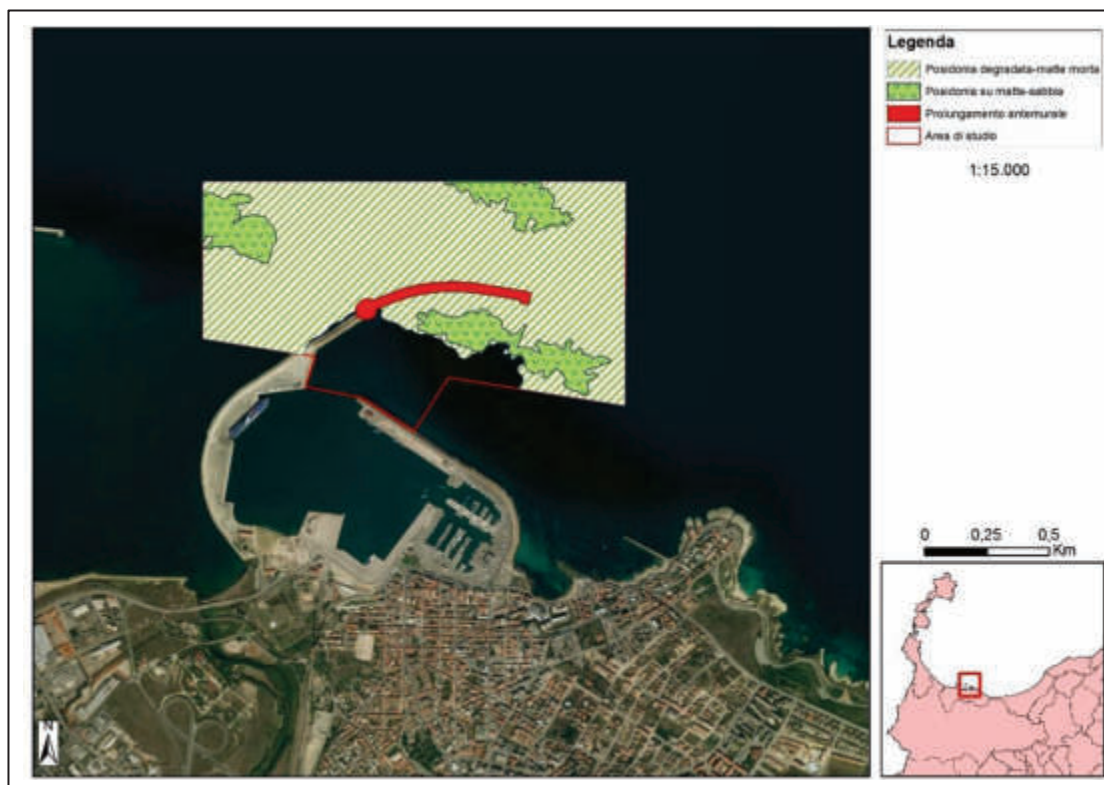 Legenda
Posidonia degradata-matte morta
Posidonia su matte-sabbia
Prolungamento antemurale
Area di studio
1:15.000
0 0,25 0,5
Km
N